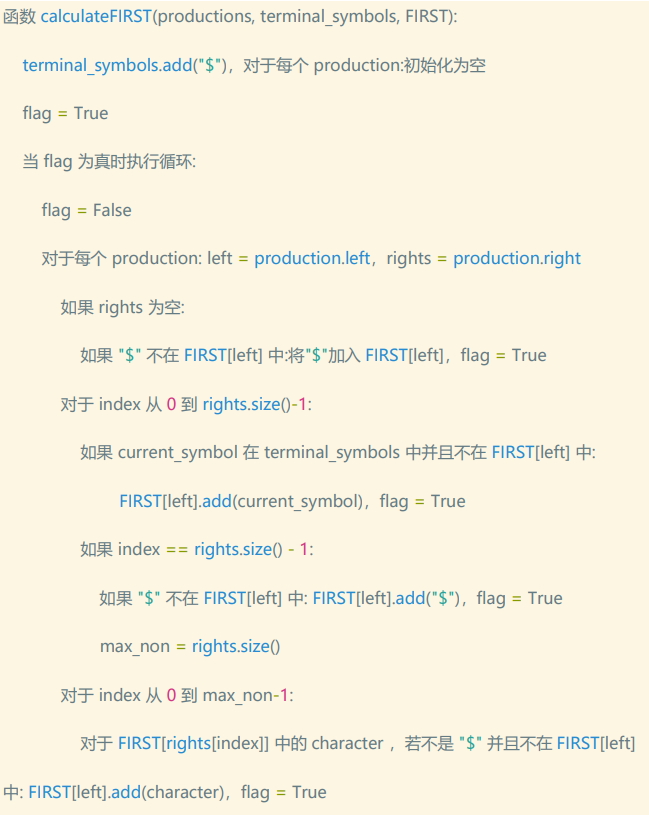 函数 calculateFIRST(productions, terminal_symbols, FIRST):
terminal_symbols.add("$")，对于每个 production:初始化为空
flag = True
当 flag 为真时执行循环:
flag = False
对于每个 production: left = production.left，rights = production.right
如果 rights 为空:
如果 "$" 不在 FIRST[left] 中:将"$"加入 FIRST[left]，flag = True
对于 index 从 0 到 rights.size()-1:
如果 current_symbol 在 terminal_symbols 中并且不在 FIRST[left] 中:
FIRST[left].add(current_symbol)，flag = True
如果 index == rights.size() - 1:
如果 "$" 不在 FIRST[left] 中: FIRST[left].add("$")，flag = True
max_non = rights.size()
对于 index 从 0 到 max_non-1:
对于 FIRST[rights[index]] 中的 character ，若不是 "$" 并且不在 FIRST[left]
中: FIRST[left].add(character)，flag = True